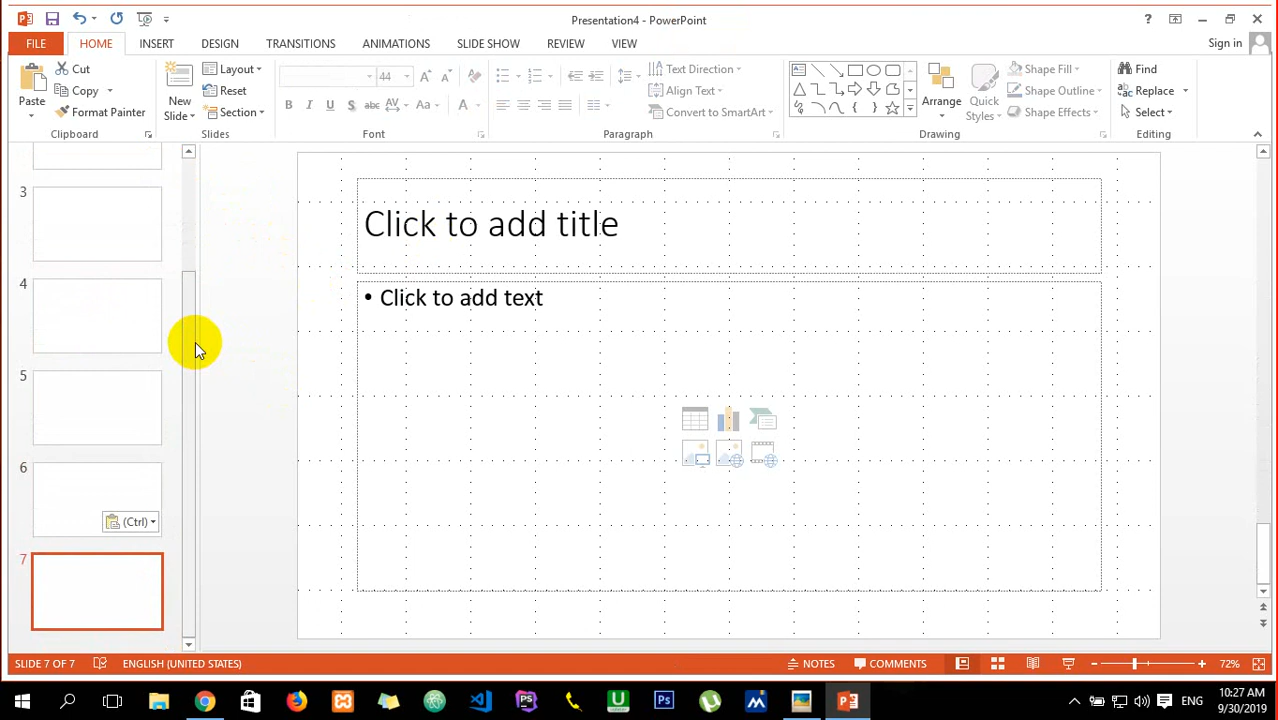 Presentation4 - PowerPoint
FILE HOME INSERT DESIGN TRANSITIONS ANIMATIONS SLIDE SHOW REVIEW VIEW Sign in
Paste
Cut
Copy
Format Painter
Clipboard
New Slide
Layout
Reset
Section
Slides
44
B I U S abc AV Aa A
Font
Text Direction
Align Text
Convert to SmartArt
Paragraph
Arrange
Quick Styles
Shape Fill
Shape Outline
Shape Effects
Drawing
Find
Replace
Select
Editing
3
4
5
6
(Ctrl)
7
Click to add title
• Click to add text
SLIDE 7 OF 7 ENGLISH (UNITED STATES) NOTES COMMENTS 72%
ENG
10:27 AM
9/30/2019